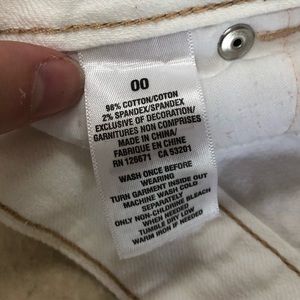 00
98% COTTON/COTON
2% SPANDEX/SPANDEX
EXCLUSIVE OF DECORATION/
GARNITURES NON COMPRISES
MADE IN CHINA/
FABRIQUE EN CHINE
RN 126671 CA 53201
WASH ONCE BEFORE
WEARING
TURN GARMENT INSIDE OUT
MACHINE WASH COLD
SEPARATELY
ONLY NON-CHLORINE BLEACH
WHEN NEEDED
TUMBLE DRY LOW
WARM IRON IF NEEDED